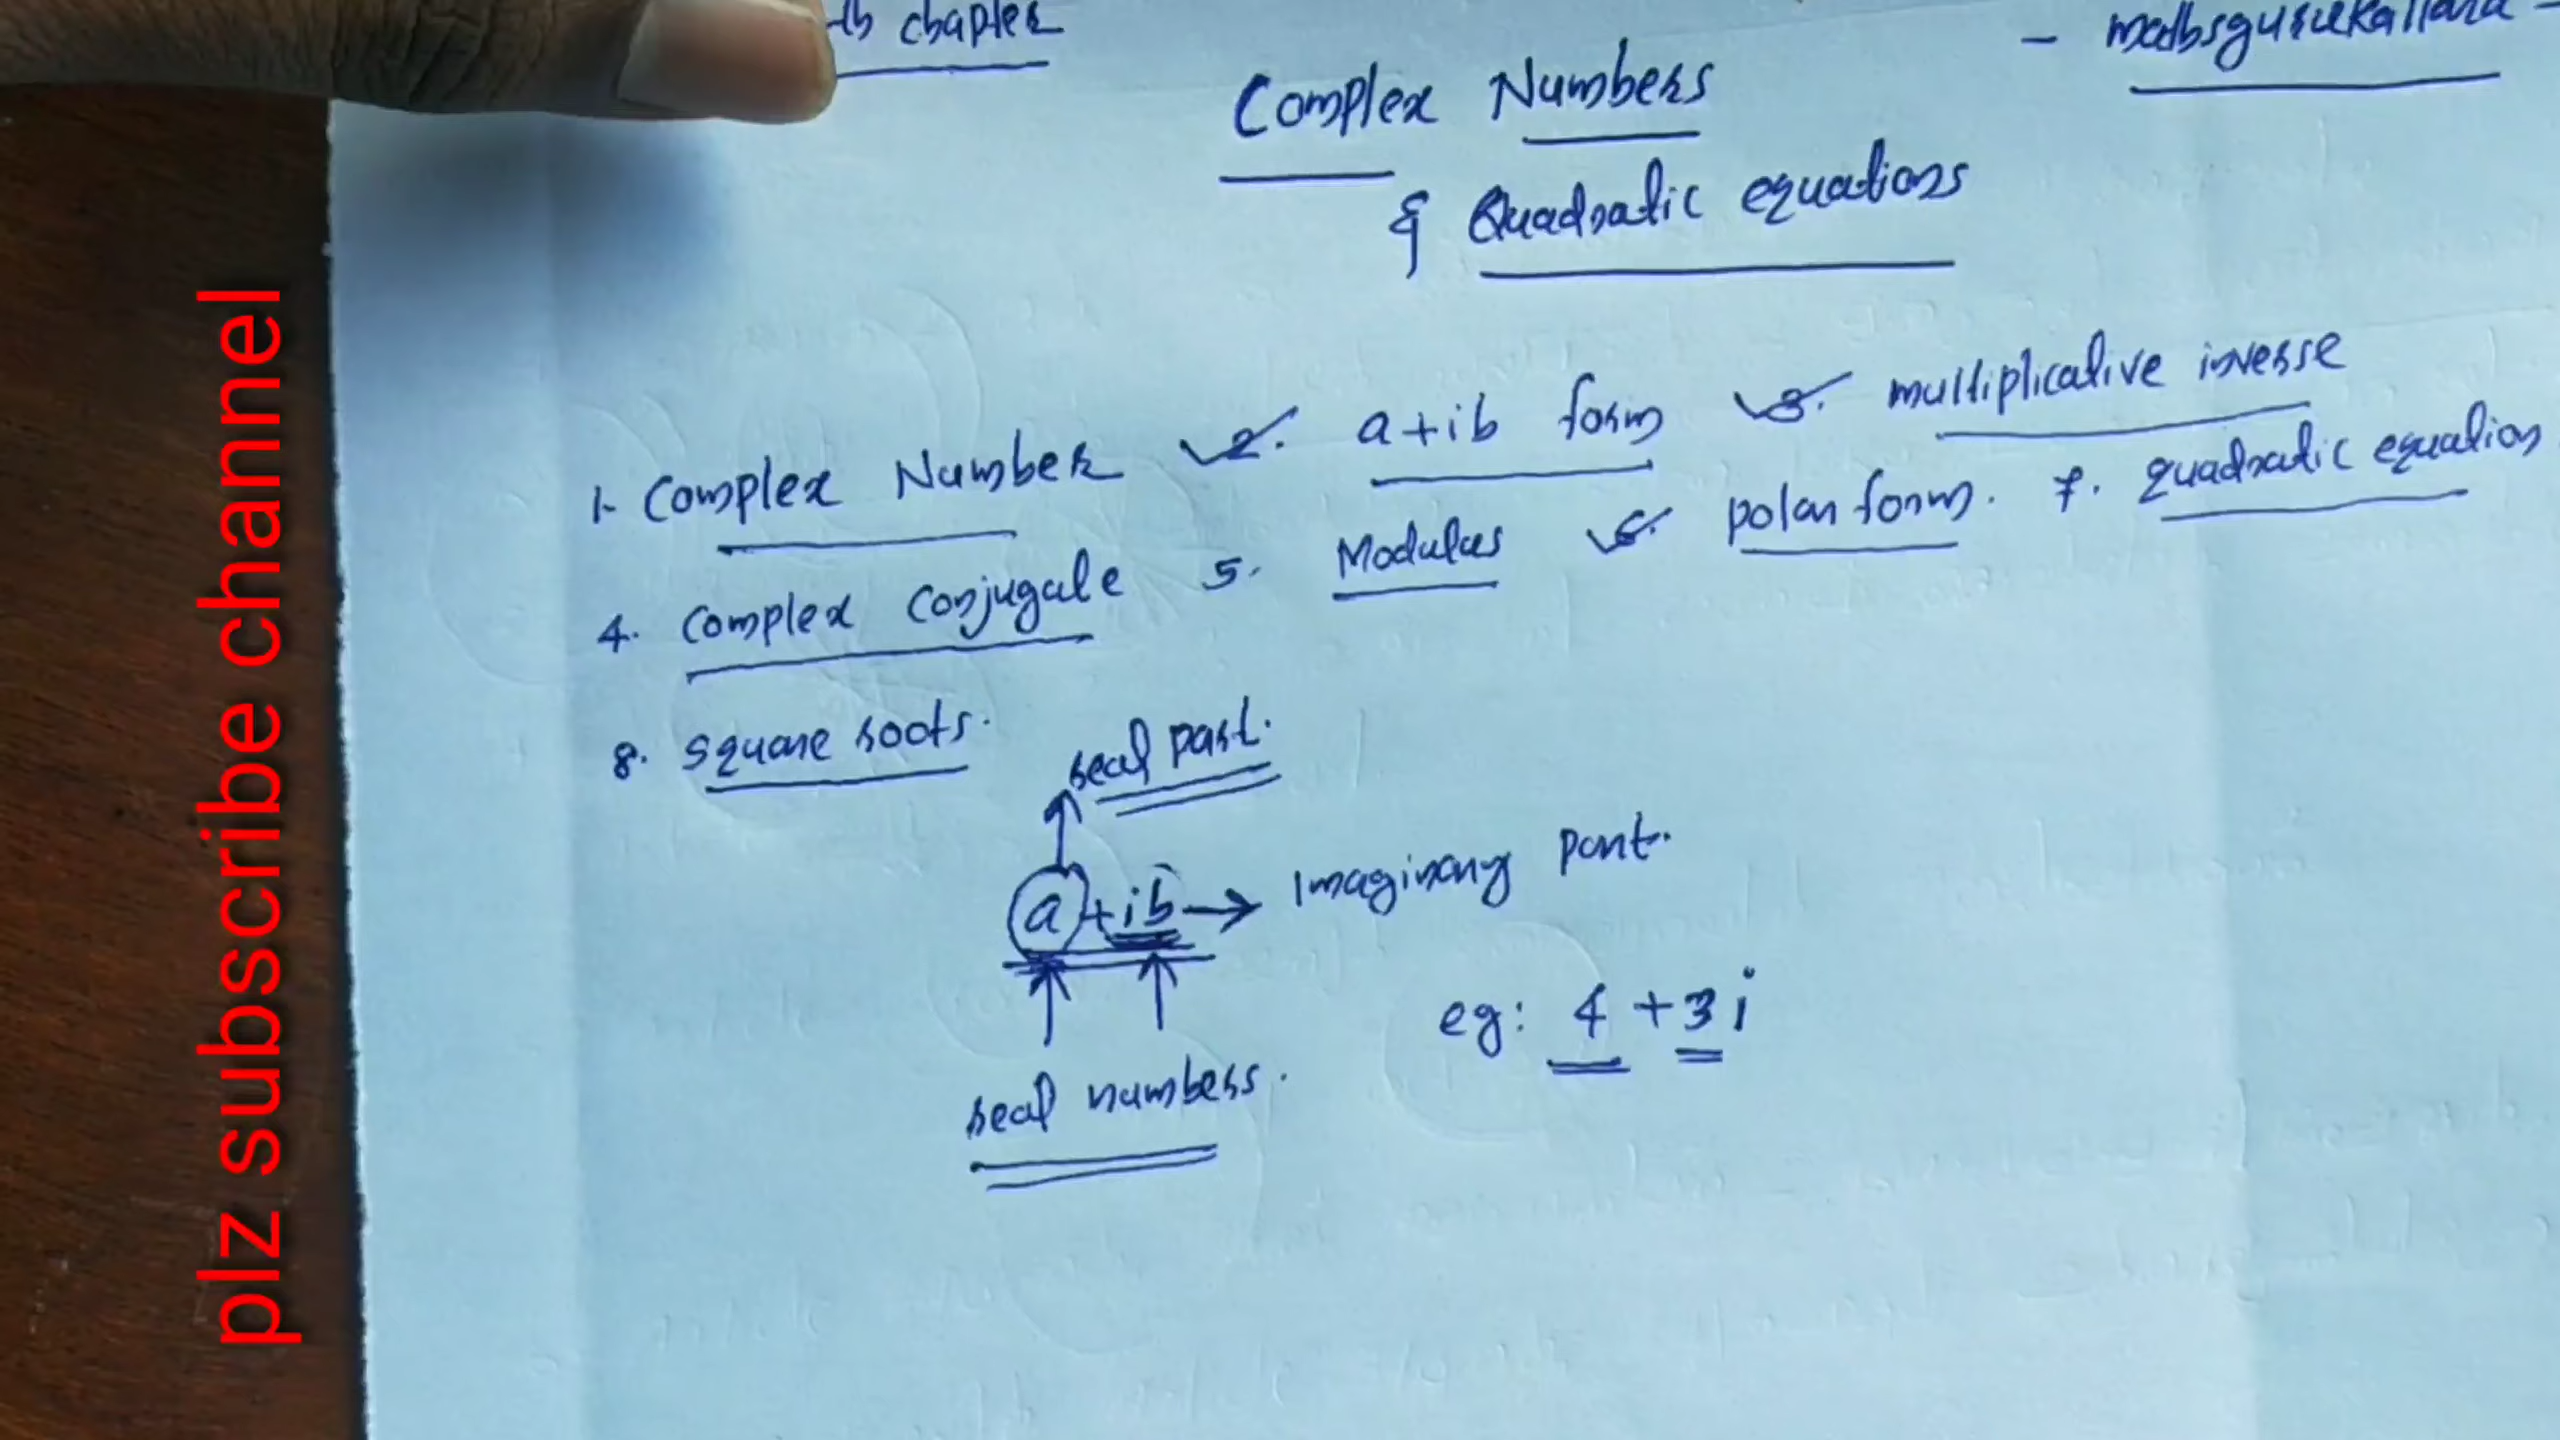 chapter
- mathsgurukallara -
Complex Numbers
& Quadratic equations
1. Complex Number 2. a+ib form 3. multiplicative inverse
4. Complex Conjugate 5. Modulus 6. polar form. 7. quadratic equation
8. Square roots.
real part.
a+ib → Imaginary part.
eg: 4 + 3i
real numbers.
plz subscribe channel